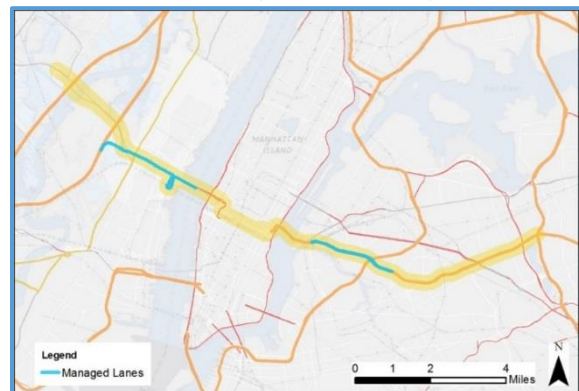 MANHATTAN
ISLAND
Legend
Managed Lanes
N
0 1 2 4
Miles